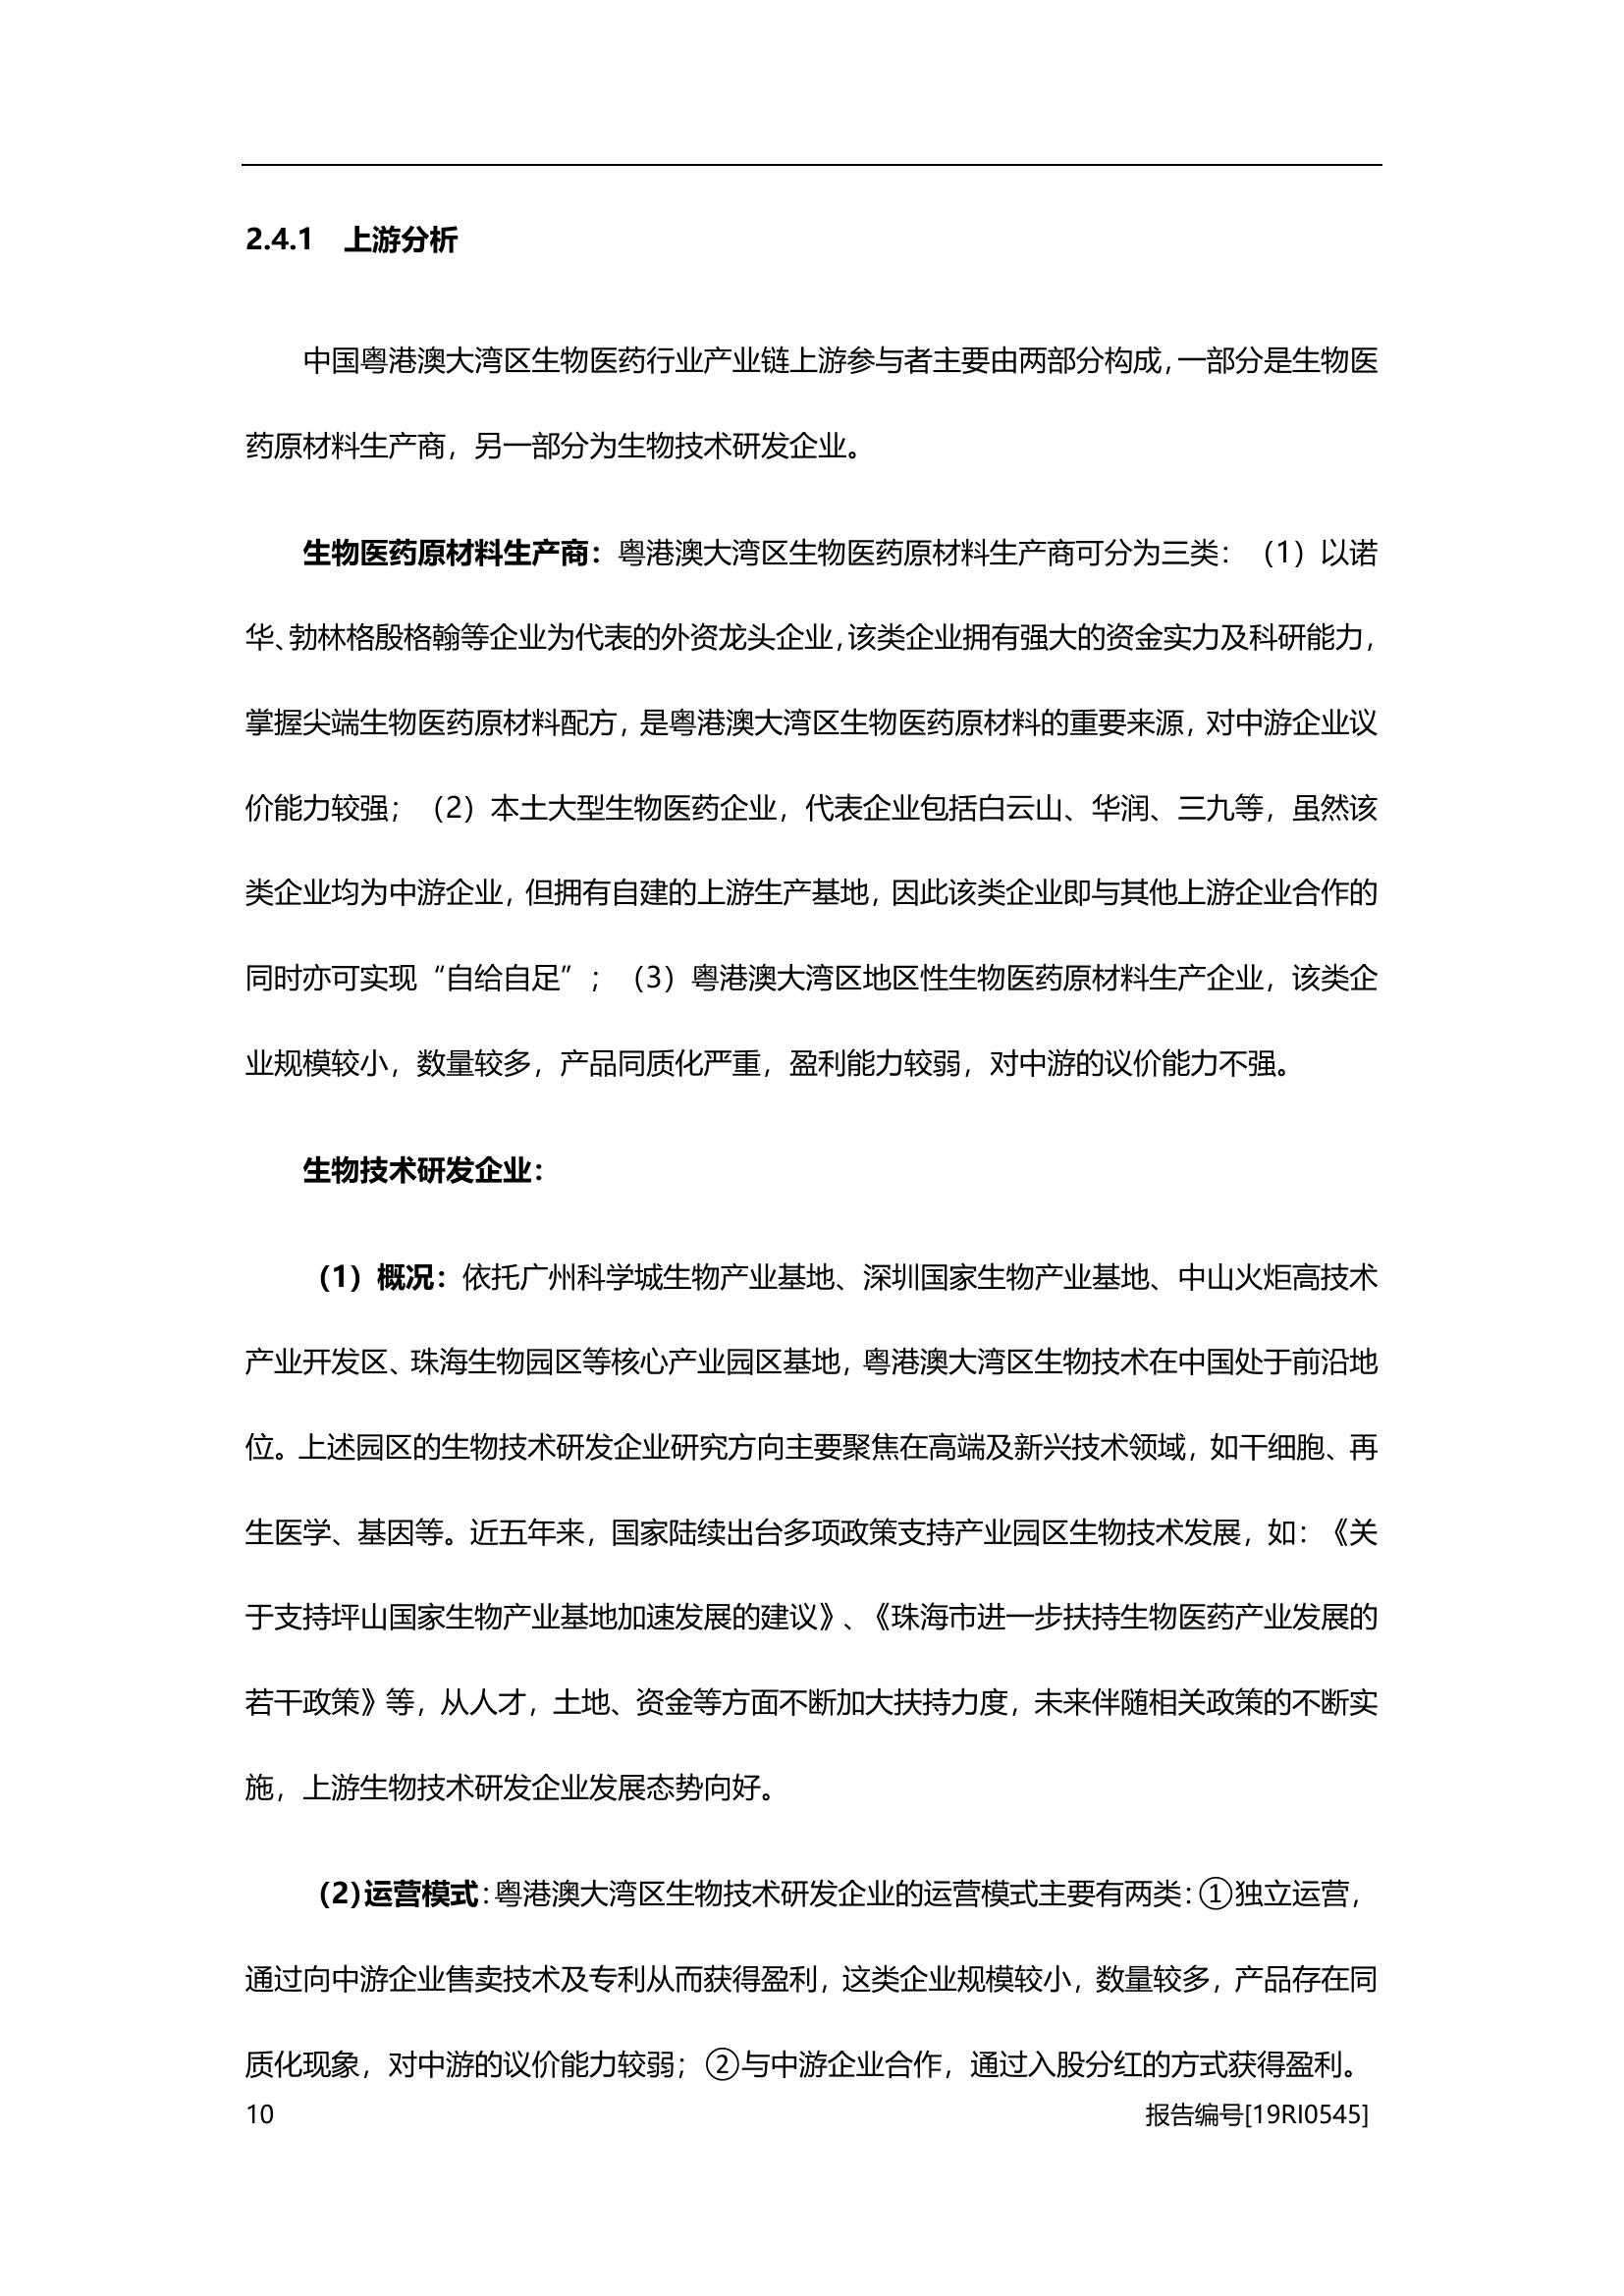 2.4.1 上游分析
中国粤港澳大湾区生物医药行业产业链上游参与者主要由两部分构成，一部分是生物医
药原材料生产商，另一部分为生物技术研发企业。
生物医药原材料生产商：粤港澳大湾区生物医药原材料生产商可分为三类：（1）以诺
华、勃林格殷格翰等企业为代表的外资龙头企业，该类企业拥有强大的资金实力及科研能力，
掌握尖端生物医药原材料配方，是粤港澳大湾区生物医药原材料的重要来源，对中游企业议
价能力较强；（2）本土大型生物医药企业，代表企业包括白云山、华润、三九等，虽然该
类企业均为中游企业，但拥有自建的上游生产基地，因此该类企业即与其他上游企业合作的
同时亦可实现“自给自足”；（3）粤港澳大湾区地区性生物医药原材料生产企业，该类企
业规模较小，数量较多，产品同质化严重，盈利能力较弱，对中游的议价能力不强。
生物技术研发企业：
（1）概况：依托广州科学城生物产业基地、深圳国家生物产业基地、中山火炬高技术
产业开发区、珠海生物园区等核心产业园区基地，粤港澳大湾区生物技术在中国处于前沿地
位。上述园区的生物技术研发企业研究方向主要聚焦在高端及新兴技术领域，如干细胞、再
生医学、基因等。近五年来，国家陆续出台多项政策支持产业园区生物技术发展，如：《关
于支持坪山国家生物产业基地加速发展的建议》、《珠海市进一步扶持生物医药产业发展的
若干政策》等，从人才，土地、资金等方面不断加大扶持力度，未来伴随相关政策的不断实
施，上游生物技术研发企业发展态势向好。
（2）运营模式：粤港澳大湾区生物技术研发企业的运营模式主要有两类：①独立运营，
通过向中游企业售卖技术及专利从而获得盈利，这类企业规模较小，数量较多，产品存在同
质化现象，对中游的议价能力较弱；②与中游企业合作，通过入股分红的方式获得盈利。
10 报告编号[19RI0545]